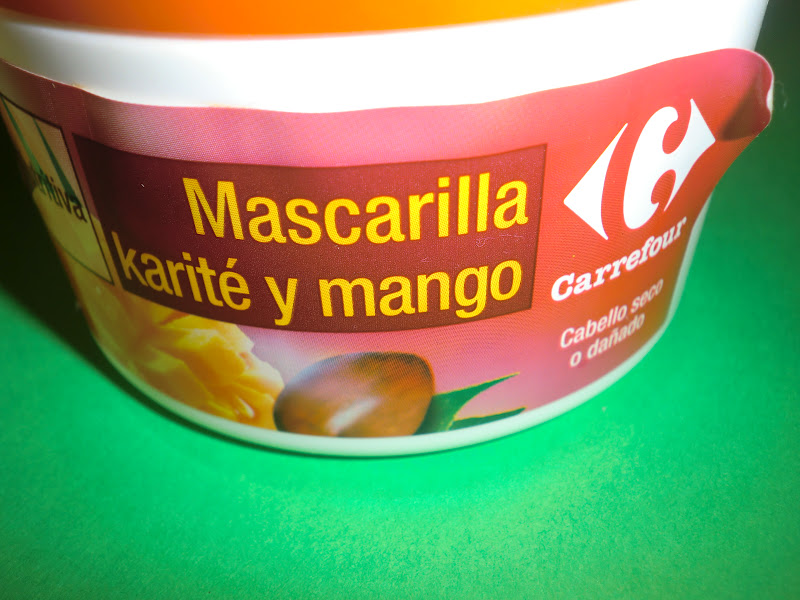 Mascarilla
karité y mango
Carrefour
Cabello seco
o dañado